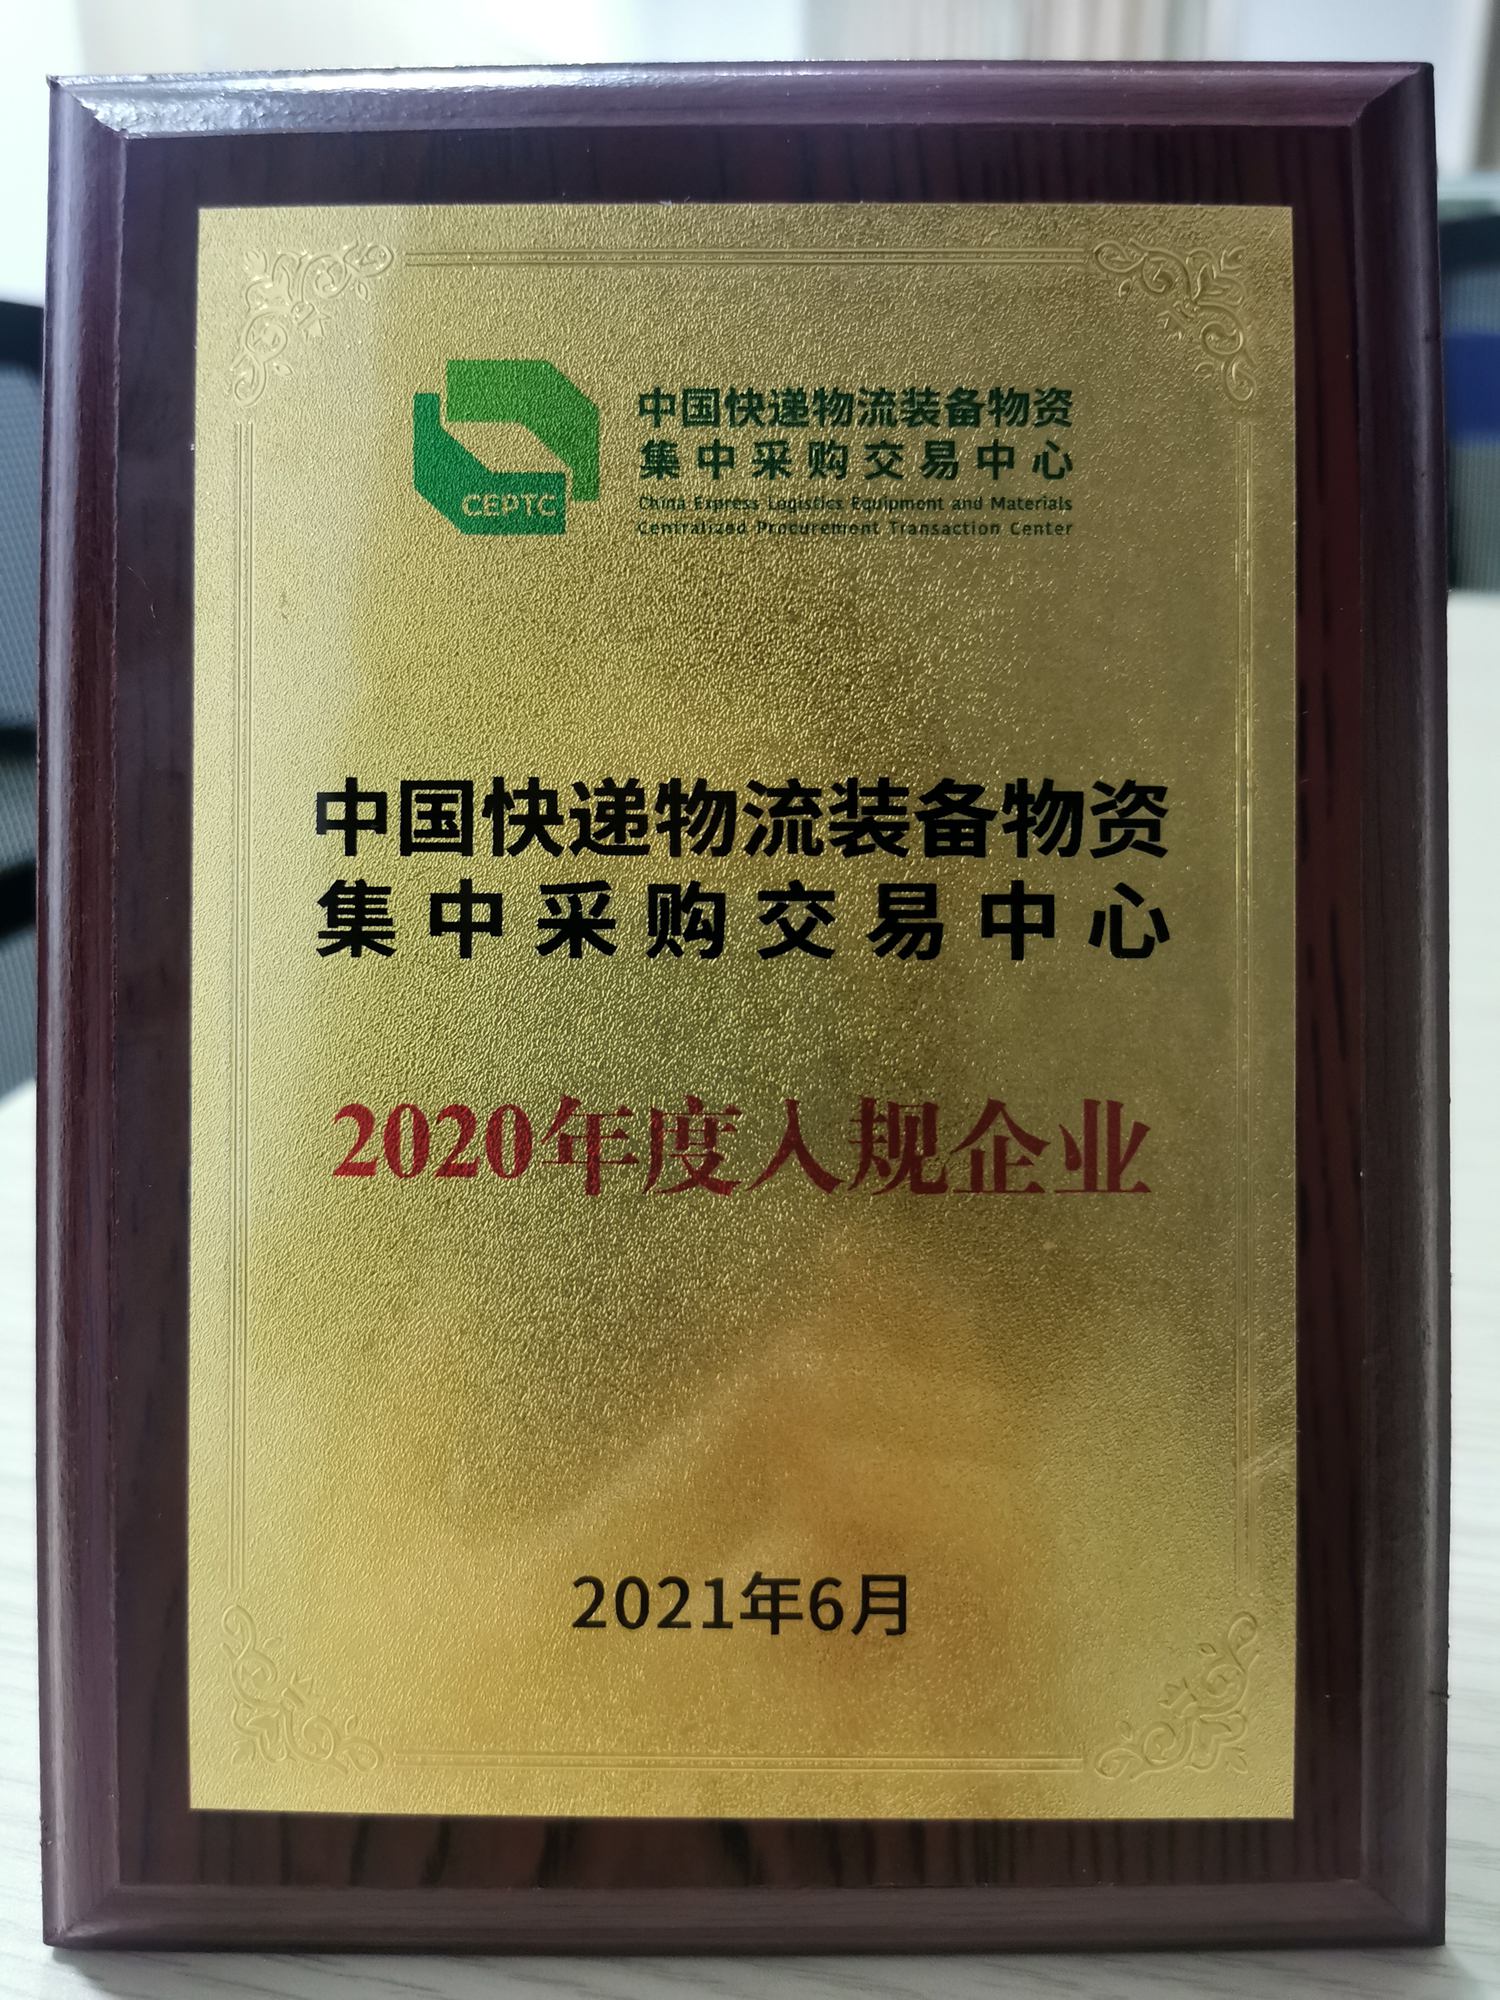 中国快递物流装备物资
集中采购交易中心
China Express Logistics Equipment and Materials
Centralized Procurement Transaction Center
CEPTC
中国快递物流装备物资
集中采购交易中心
2020年度入规企业
2021年6月